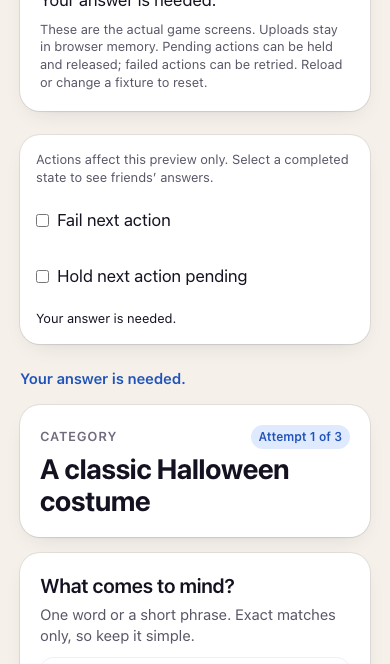 Your answer is needed.
These are the actual game screens. Uploads stay
in browser memory. Pending actions can be held
and released; failed actions can be retried. Reload
or change a fixture to reset.
Actions affect this preview only. Select a completed
state to see friends’ answers.
Fail next action
Hold next action pending
Your answer is needed.
Your answer is needed.
CATEGORY
Attempt 1 of 3
A classic Halloween
costume
What comes to mind?
One word or a short phrase. Exact matches
only, so keep it simple.